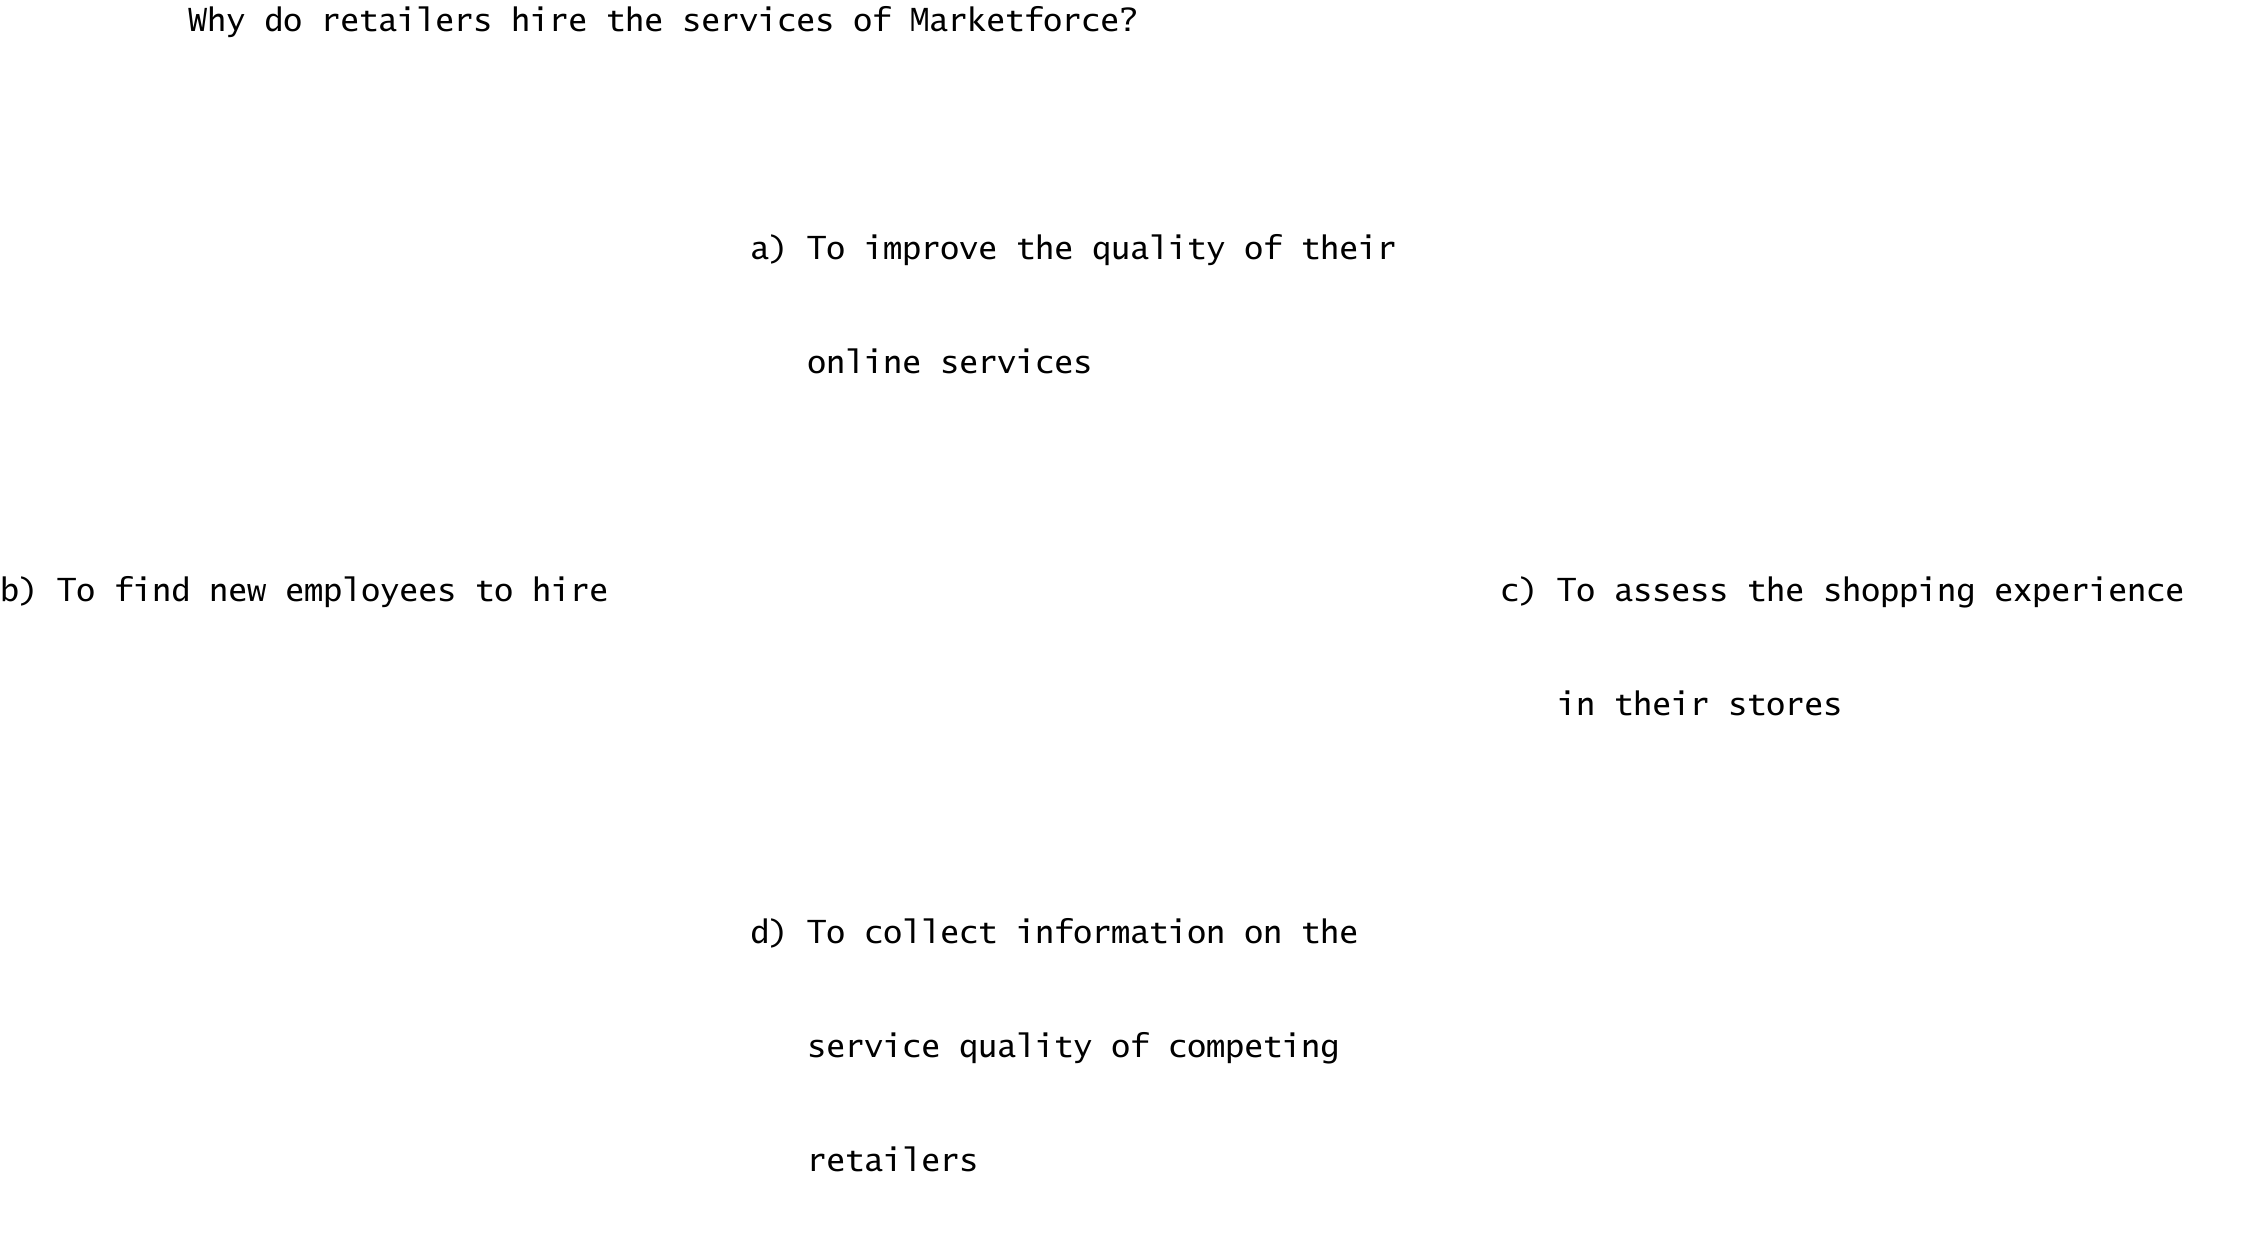 Why do retailers hire the services of Marketforce?
a) To improve the quality of their
online services
b) To find new employees to hire
c) To assess the shopping experience
in their stores
d) To collect information on the
service quality of competing
retailers